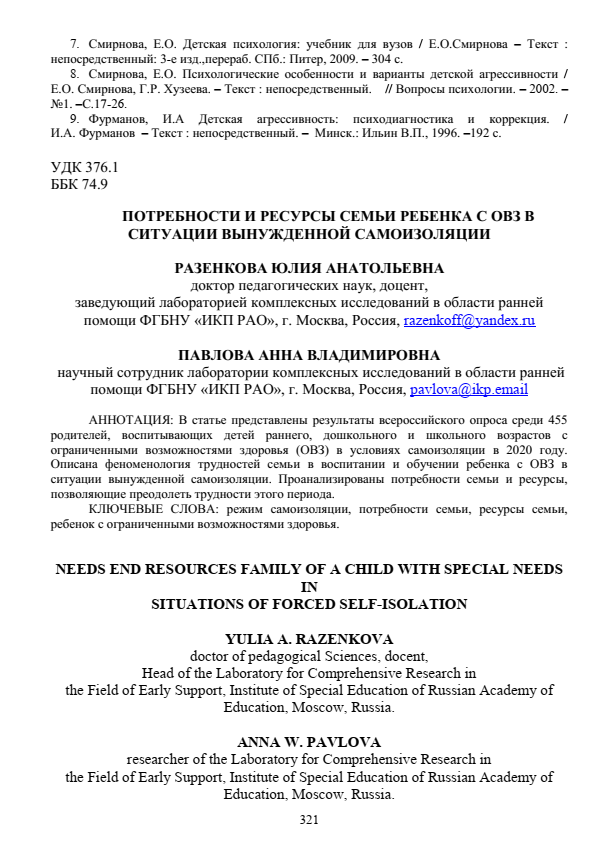 7. Смирнова, Е.О. Детская психология: учебник для вузов / Е.О.Смирнова – Текст :
непосредственный: 3-е изд.,перераб. СПб.: Питер, 2009. – 304 с.
8. Смирнова, Е.О. Психологические особенности и варианты детской агрессивности /
Е.О. Смирнова, Г.Р. Хузеева. – Текст : непосредственный. // Вопросы психологии. – 2002. –
№1. –С.17-26.
9. Фурманов, И.А Детская агрессивность: психодиагностика и коррекция. /
И.А. Фурманов – Текст : непосредственный. – Минск.: Ильин В.П., 1996. –192 с.
УДК 376.1
ББК 74.9
ПОТРЕБНОСТИ И РЕСУРСЫ СЕМЬИ РЕБЕНКА С ОВЗ В
СИТУАЦИИ ВЫНУЖДЕННОЙ САМОИЗОЛЯЦИИ
РАЗЕНКОВА ЮЛИЯ АНАТОЛЬЕВНА
доктор педагогических наук, доцент,
заведующий лабораторией комплексных исследований в области ранней
помощи ФГБНУ «ИКП РАО», г. Москва, Россия, razenkoff@yandex.ru
ПАВЛОВА АННА ВЛАДИМИРОВНА
научный сотрудник лаборатории комплексных исследований в области ранней
помощи ФГБНУ «ИКП РАО», г. Москва, Россия, pavlova@ikp.email
АННОТАЦИЯ: В статье представлены результаты всероссийского опроса среди 455
родителей, воспитывающих детей раннего, дошкольного и школьного возрастов с
ограниченными возможностями здоровья (ОВЗ) в условиях самоизоляции в 2020 году.
Описана феноменология трудностей семьи в воспитании и обучении ребенка с ОВЗ в
ситуации вынужденной самоизоляции. Проанализированы потребности семьи и ресурсы,
позволяющие преодолеть трудности этого периода.
КЛЮЧЕВЫЕ СЛОВА: режим самоизоляции, потребности семьи, ресурсы семьи,
ребенок с ограниченными возможностями здоровья.
NEEDS END RESOURCES FAMILY OF A CHILD WITH SPECIAL NEEDS
IN
SITUATIONS OF FORCED SELF-ISOLATION
YULIA A. RAZENKOVA
doctor of pedagogical Sciences, docent,
Head of the Laboratory for Comprehensive Research in
the Field of Early Support, Institute of Special Education of Russian Academy of
Education, Moscow, Russia.
ANNA W. PAVLOVA
researcher of the Laboratory for Comprehensive Research in
the Field of Early Support, Institute of Special Education of Russian Academy of
Education, Moscow, Russia.
321